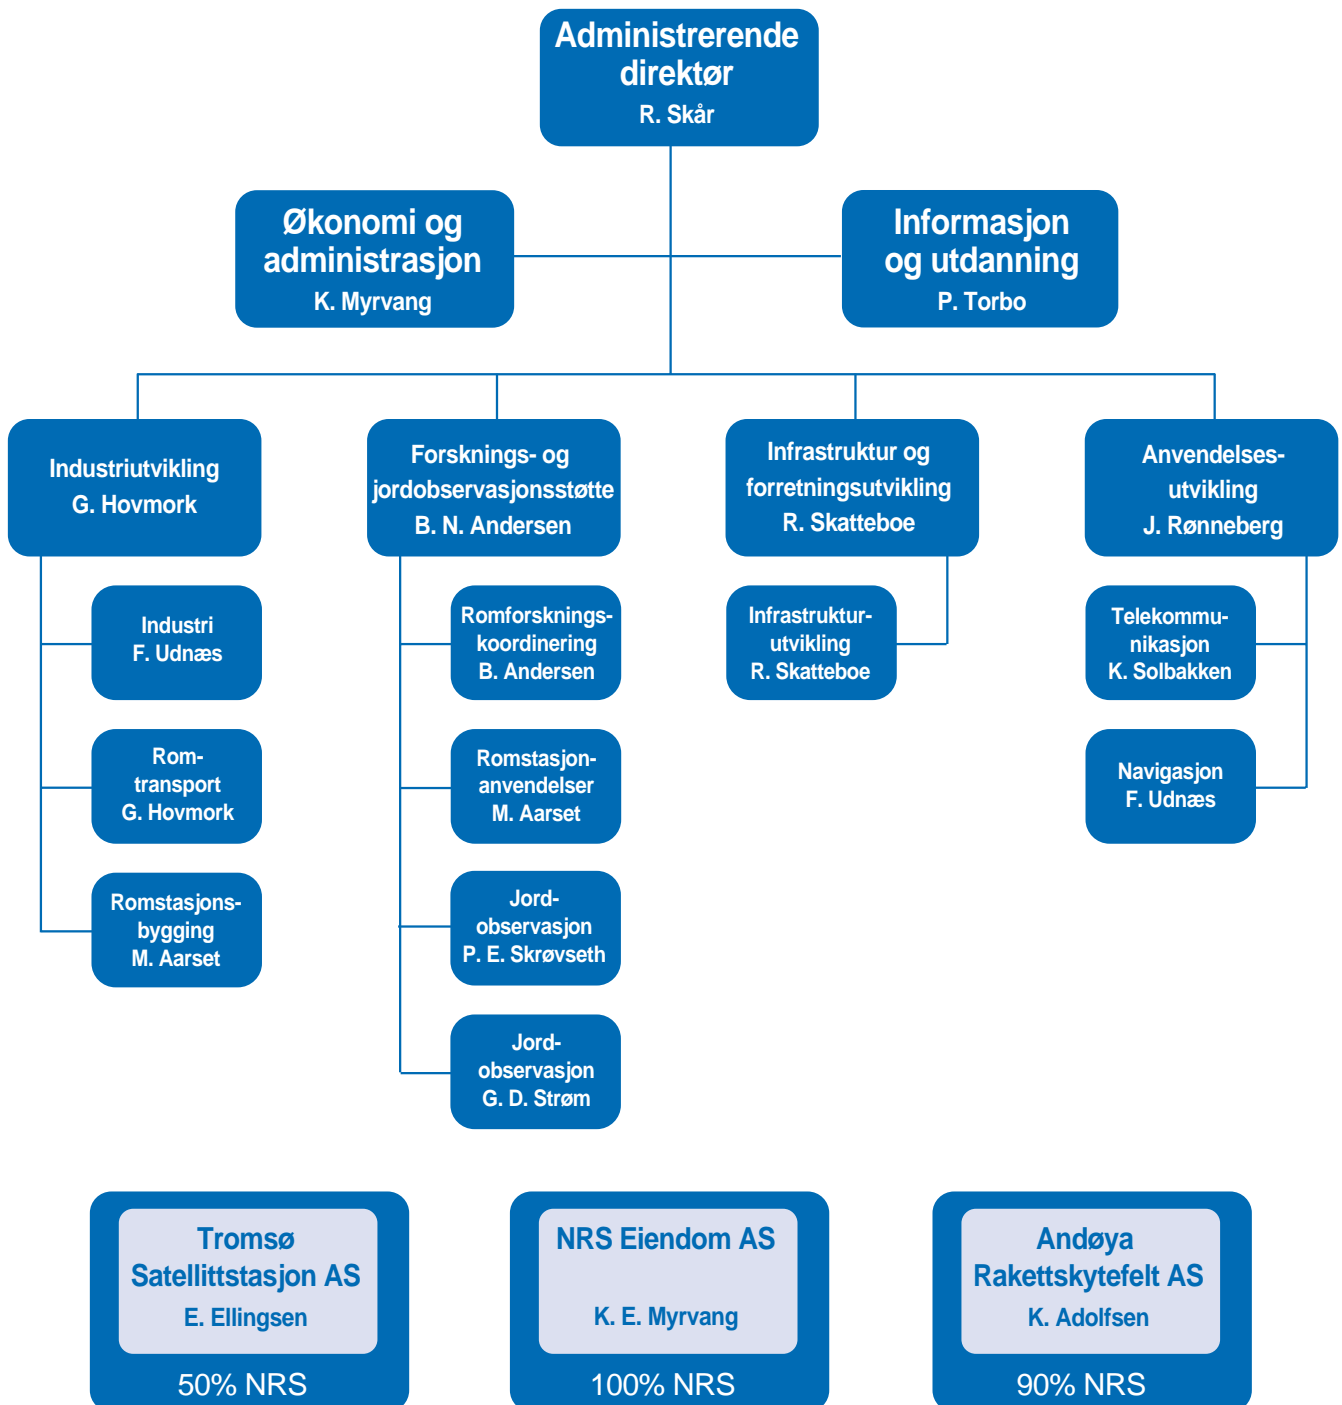 Administrerende
direktør
R. Skår
Økonomi og
administrasjon
K. Myrvang
Informasjon
og utdanning
P. Torbo
Industriutvikling
G. Hovmork
Forsknings- og
jordobservasjonsstøtte
B. N. Andersen
Infrastruktur og
forretningsutvikling
R. Skatteboe
Anvendelses-
utvikling
J. Rønneberg
Industri
F. Udnæs
Rom-
transport
G. Hovmork
Romstasjons-
bygging
M. Aarset
Romforsknings-
koordinering
B. Andersen
Romstasjon-
anvendelser
M. Aarset
Jord-
observasjon
P. E. Skrøvseth
Jord-
observasjon
G. D. Strøm
Infrastruktur-
utvikling
R. Skatteboe
Telekommu-
nikasjon
K. Solbakken
Navigasjon
F. Udnæs
Tromsø
Satellittstasjon AS
E. Ellingsen
50% NRS
NRS Eiendom AS
K. E. Myrvang
100% NRS
Andøya
Rakettskytefelt AS
K. Adolfsen
90% NRS